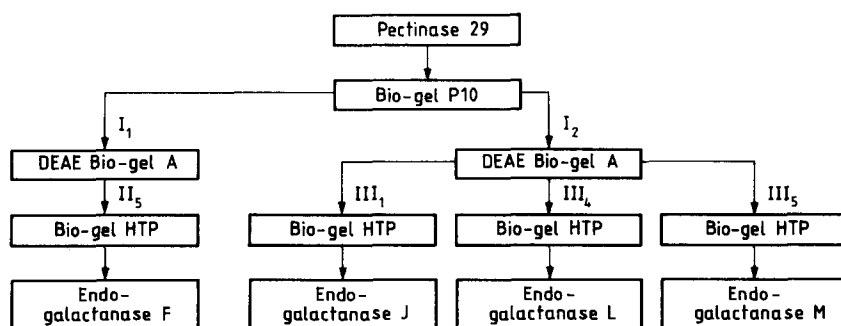 Pectinase 29
Bio-gel P10
I₁
I₂
DEAE Bio-gel A
DEAE Bio-gel A
II₅
III₁
III₄
III₅
Bio-gel HTP
Bio-gel HTP
Bio-gel HTP
Bio-gel HTP
Endo-
galactanase F
Endo-
galactanase J
Endo-
galactanase L
Endo-
galactanase M